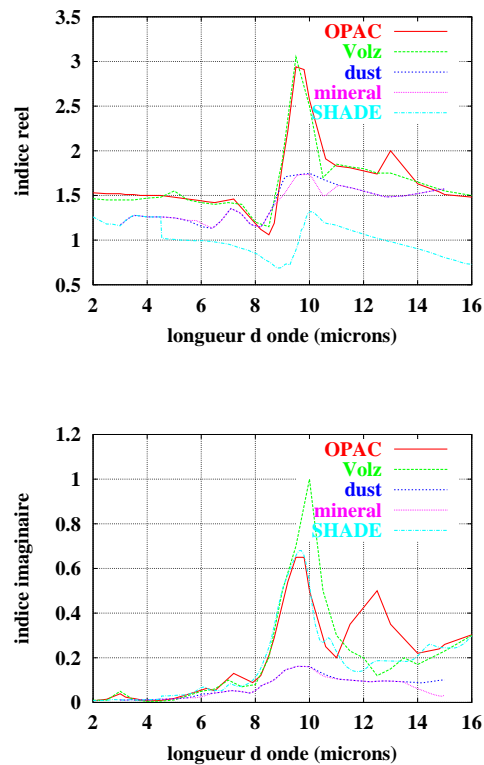 3.5
3
2.5
2
1.5
1
0.5
indice reel
OPAC
Volz
dust
mineral
SHADE
2 4 6 8 10 12 14 16
longueur d onde (microns)
1.2
1
0.8
0.6
0.4
0.2
0
indice imaginaire
OPAC
Volz
dust
mineral
SHADE
2 4 6 8 10 12 14 16
longueur d onde (microns)